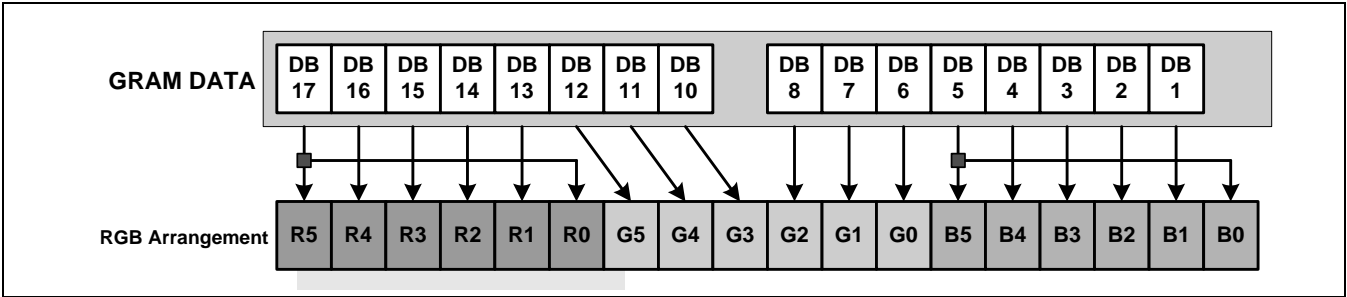 GRAM DATA DB 17 DB 16 DB 15 DB 14 DB 13 DB 12 DB 11 DB 10 DB 8 DB 7 DB 6 DB 5 DB 4 DB 3 DB 2 DB 1
RGB Arrangement R5 R4 R3 R2 R1 R0 G5 G4 G3 G2 G1 G0 B5 B4 B3 B2 B1 B0